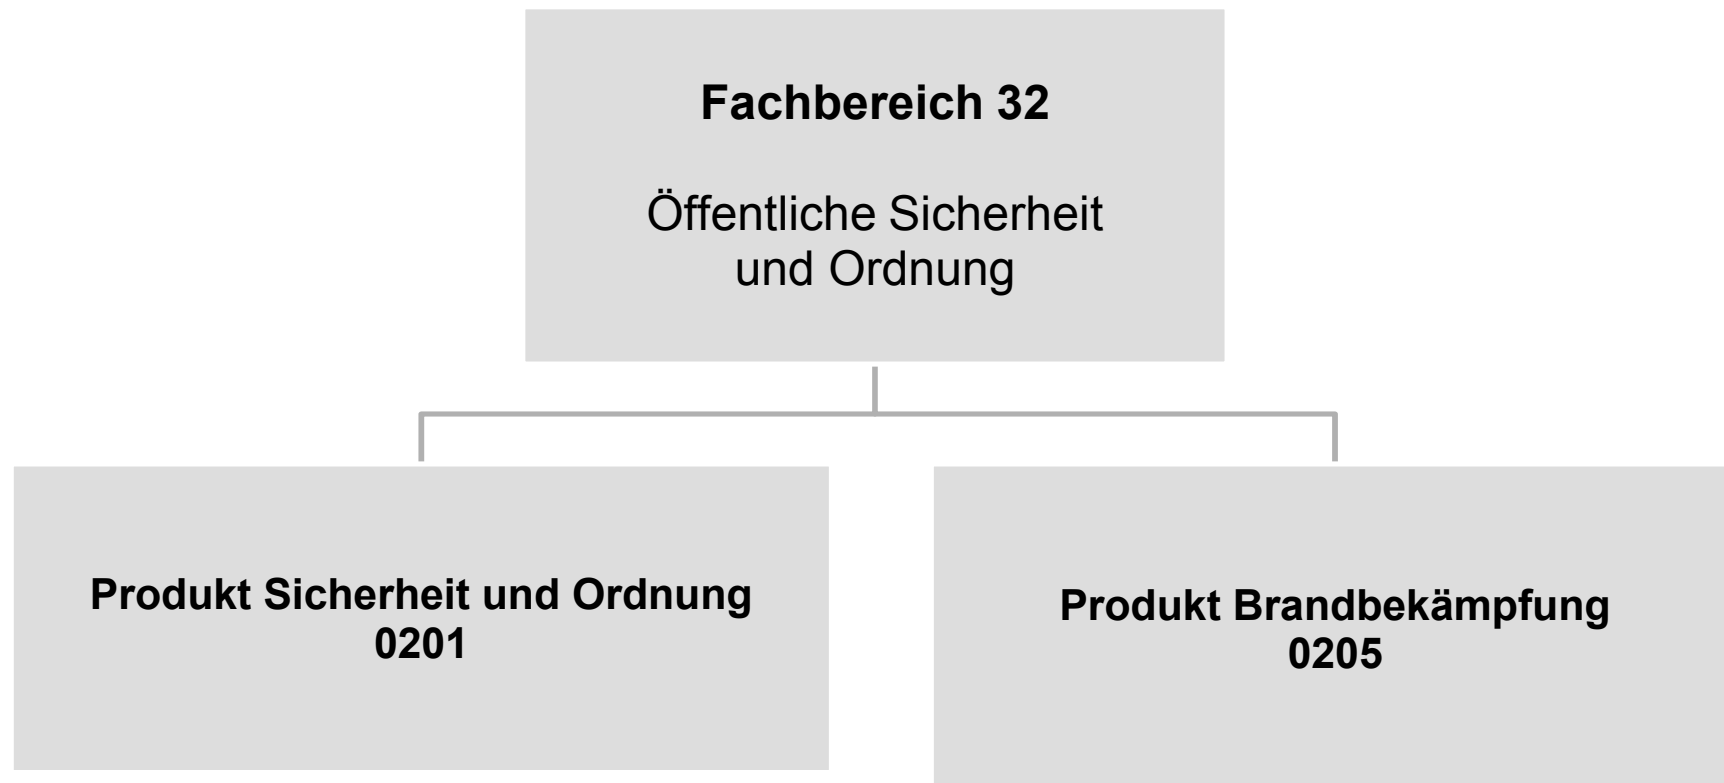 Fachbereich 32
Öffentliche Sicherheit
und Ordnung
Produkt Sicherheit und Ordnung
0201
Produkt Brandbekämpfung
0205